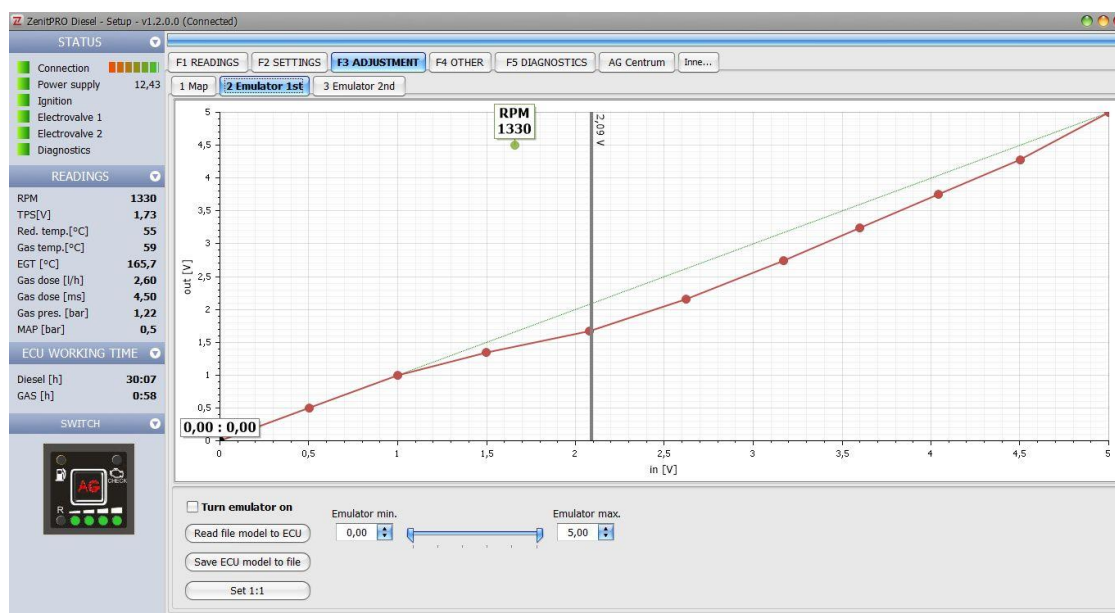 ZenitPRO Diesel - Setup - v1.2.0.0 (Connected)
STATUS
Connection
Power supply 12,43
Ignition
Electrovalve 1
Electrovalve 2
Diagnostics
READINGS
RPM 1330
TPS[V] 1,73
Red. temp.[°C] 55
Gas temp.[°C] 59
EGT [°C] 165,7
Gas dose [l/h] 2,60
Gas dose [ms] 4,50
Gas pres. [bar] 1,22
MAP [bar] 0,5
ECU WORKING TIME
Diesel [h] 30:07
GAS [h] 0:58
SWITCH
AG
CHECK
R
F1 READINGS F2 SETTINGS F3 ADJUSTMENT F4 OTHER F5 DIAGNOSTICS AG Centrum Inne...
1 Map 2 Emulator 1st 3 Emulator 2nd
RPM
1330
2,09 V
5
4,5
4
3,5
3
2,5
2
1,5
1
0,5
0
out [V]
0,00 : 0,00
0 0,5 1 1,5 2 2,5 3 3,5 4 4,5 5
in [V]
Turn emulator on
Read file model to ECU
Save ECU model to file
Set 1:1
Emulator min. Emulator max.
0,00 5,00